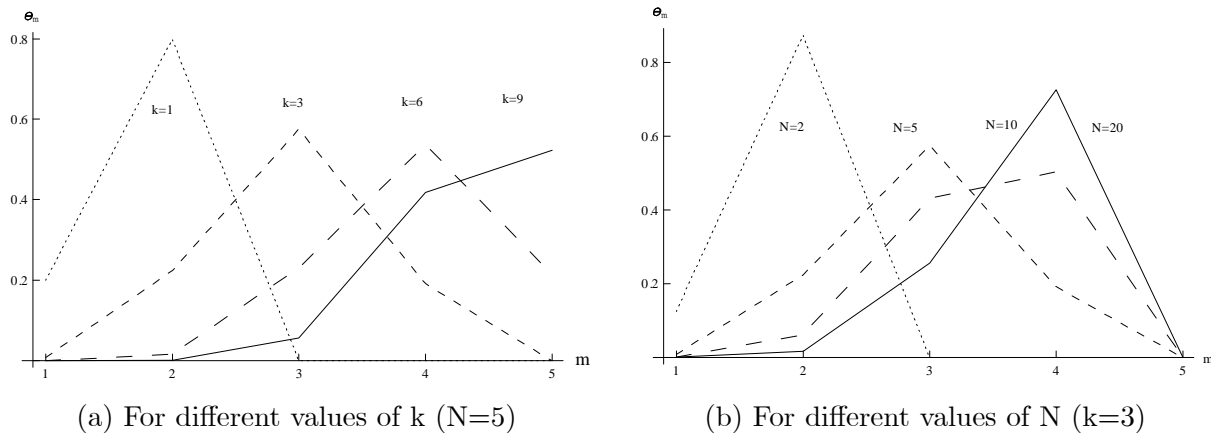 Θm
0.8
0.6
0.4
0.2
k=1
k=3
k=6
k=9
1
2
3
4
5
m
(a) For different values of k (N=5)
Θm
0.8
0.6
0.4
0.2
N=2
N=5
N=10
N=20
1
2
3
4
5
m
(b) For different values of N (k=3)